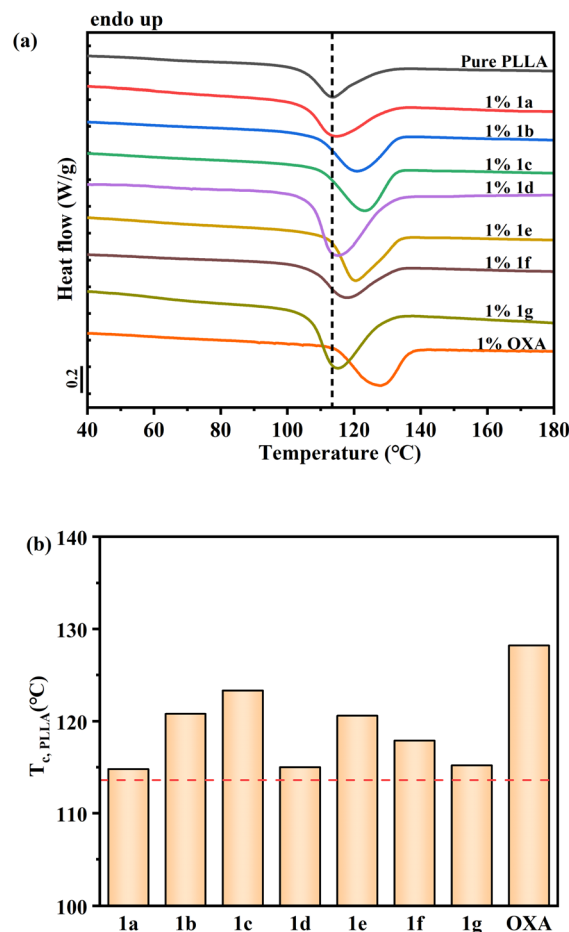 endo up
(a)
Pure PLLA
1% 1a
1% 1b
1% 1c
1% 1d
1% 1e
1% 1f
1% 1g
1% OXA
Heat flow (W/g)
0.2
40 60 80 100 120 140 160 180
Temperature (℃)
(b)
140
130
120
110
100
T c, PLLA(℃)
1a 1b 1c 1d 1e 1f 1g OXA